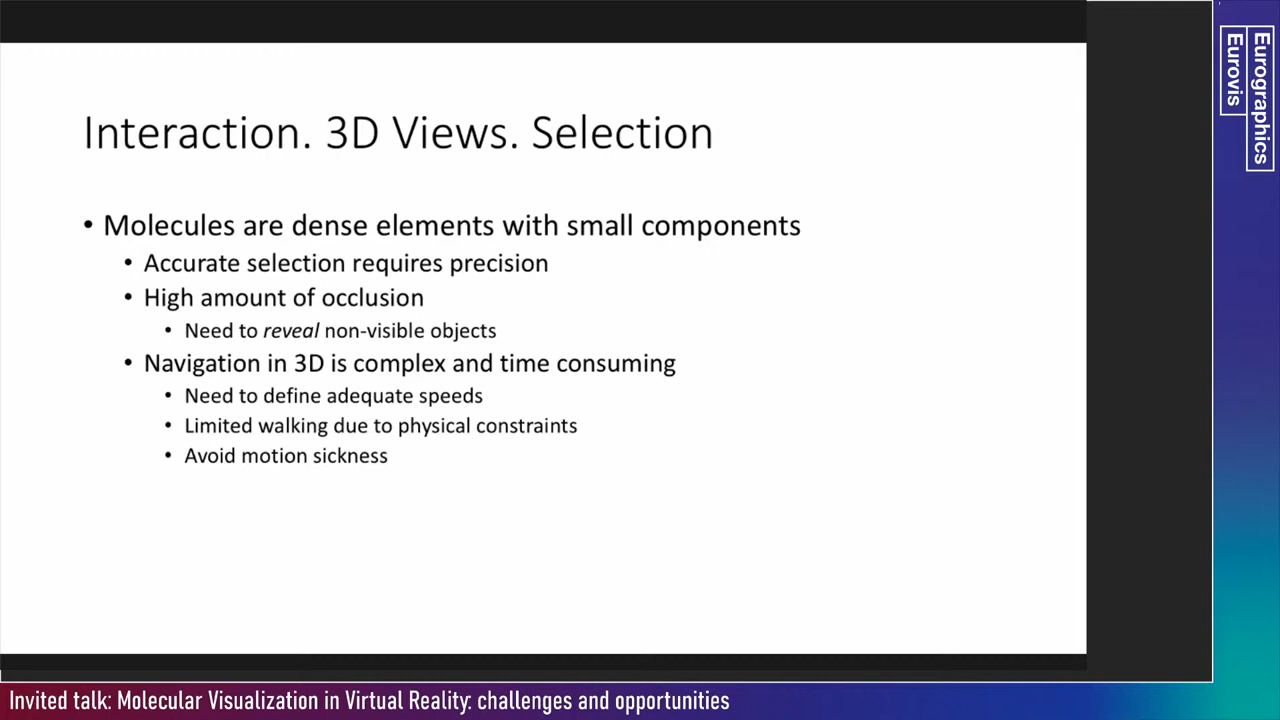 Interaction. 3D Views. Selection
• Molecules are dense elements with small components
• Accurate selection requires precision
• High amount of occlusion
• Need to reveal non-visible objects
• Navigation in 3D is complex and time consuming
• Need to define adequate speeds
• Limited walking due to physical constraints
• Avoid motion sickness
Eurographics
Eurovis
Invited talk: Molecular Visualization in Virtual Reality: challenges and opportunities